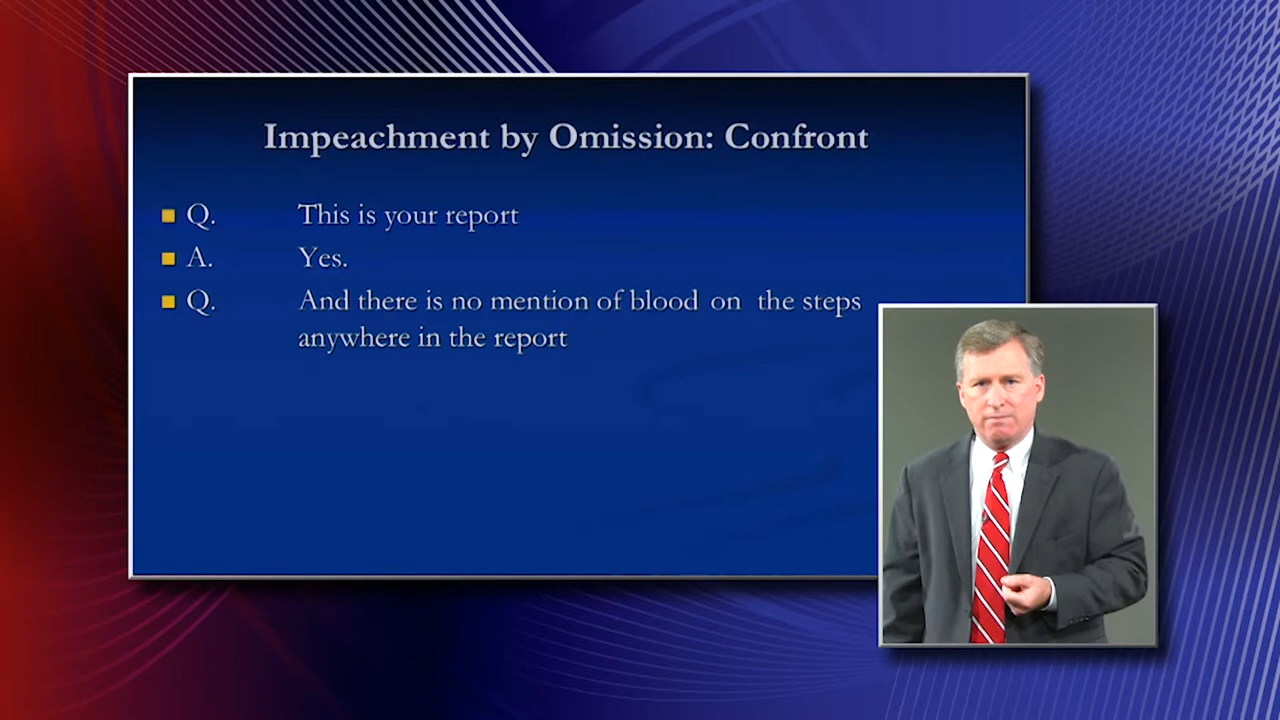 Impeachment by Omission: Confront
Q. This is your report
A. Yes.
Q. And there is no mention of blood on the steps
anywhere in the report